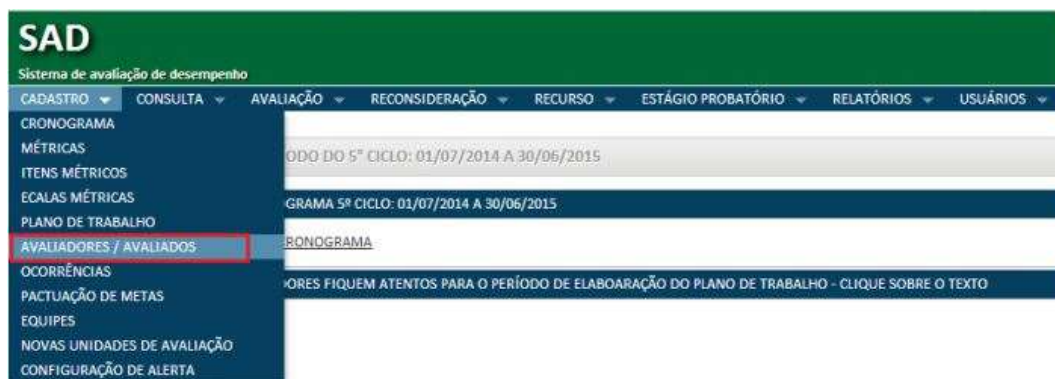 SAD
Sistema de avaliação de desempenho
CADASTRO CONSULTA AVALIAÇÃO RECONSIDERAÇÃO RECURSO ESTÁGIO PROBATÓRIO RELATÓRIOS USUÁRIOS
CRONOGRAMA
MÉTRICAS
ODO DO 5° CICLO: 01/07/2014 A 30/06/2015
ITENS MÉTRICOS
ECALAS MÉTRICAS
GRAMA 5º CICLO: 01/07/2014 A 30/06/2015
PLANO DE TRABALHO
AVALIADORES / AVALIADOS
CRONOGRAMA
OCORRÊNCIAS
DORES FIQUEM ATENTOS PARA O PERÍODO DE ELABOARAÇÃO DO PLANO DE TRABALHO - CLIQUE SOBRE O TEXTO
PACTUAÇÃO DE METAS
EQUIPES
NOVAS UNIDADES DE AVALIAÇÃO
CONFIGURAÇÃO DE ALERTA